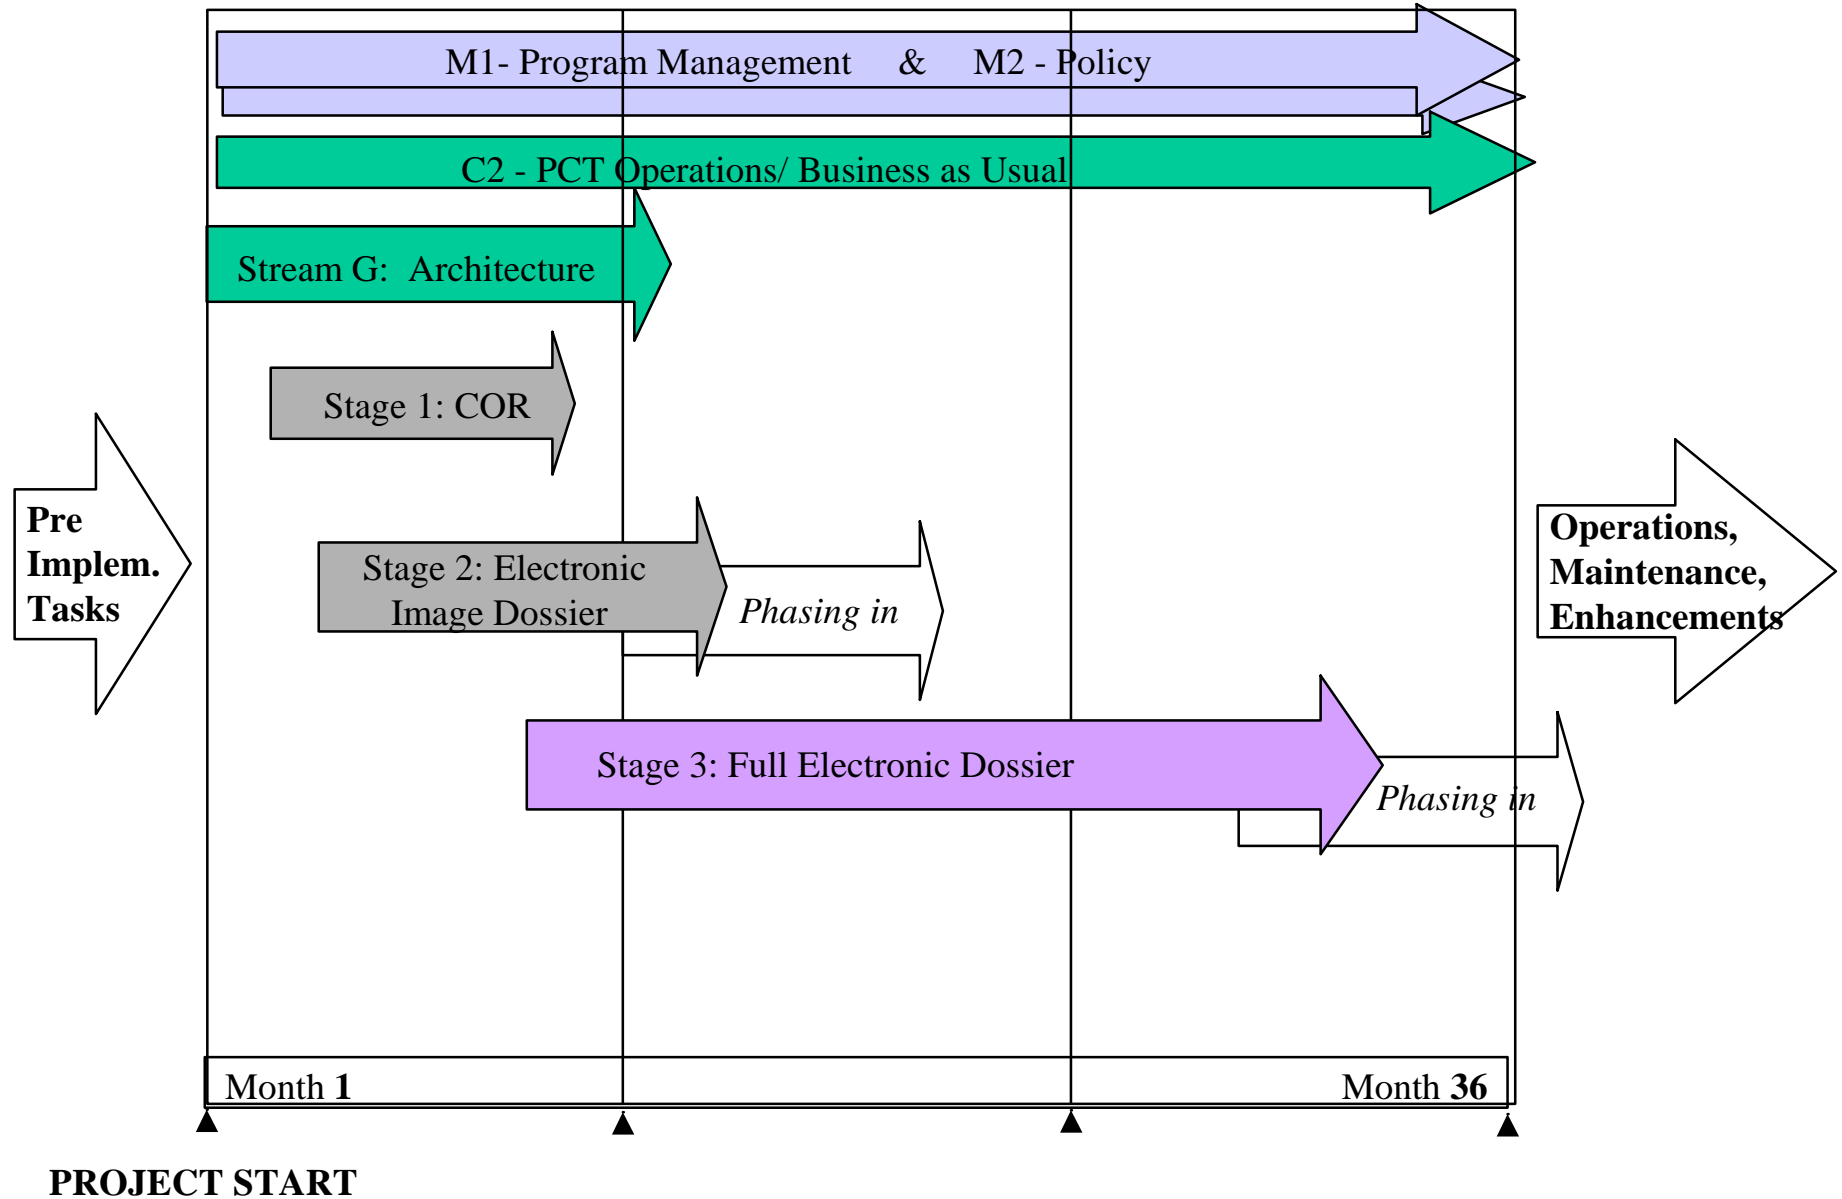 M1- Program Management & M2 - Policy
C2 - PCT Operations/ Business as Usual
Stream G: Architecture
Stage 1: COR
Pre
Implem.
Tasks
Stage 2: Electronic
Image Dossier
Phasing in
Operations,
Maintenance,
Enhancements
Stage 3: Full Electronic Dossier
Phasing in
Month 1
Month 36
PROJECT START